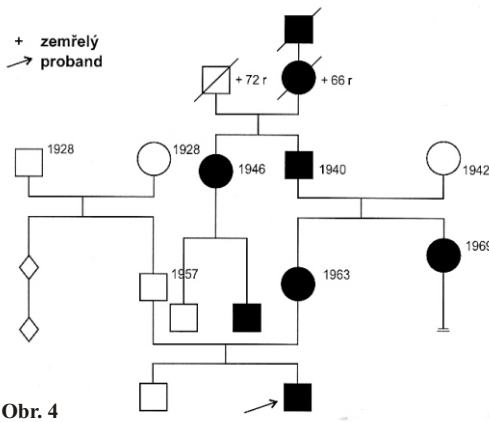 + zemřelý
proband
+ 72 r
+ 66 r
1928
1928
1946
1940
1942
1957
1963
1969
Obr. 4